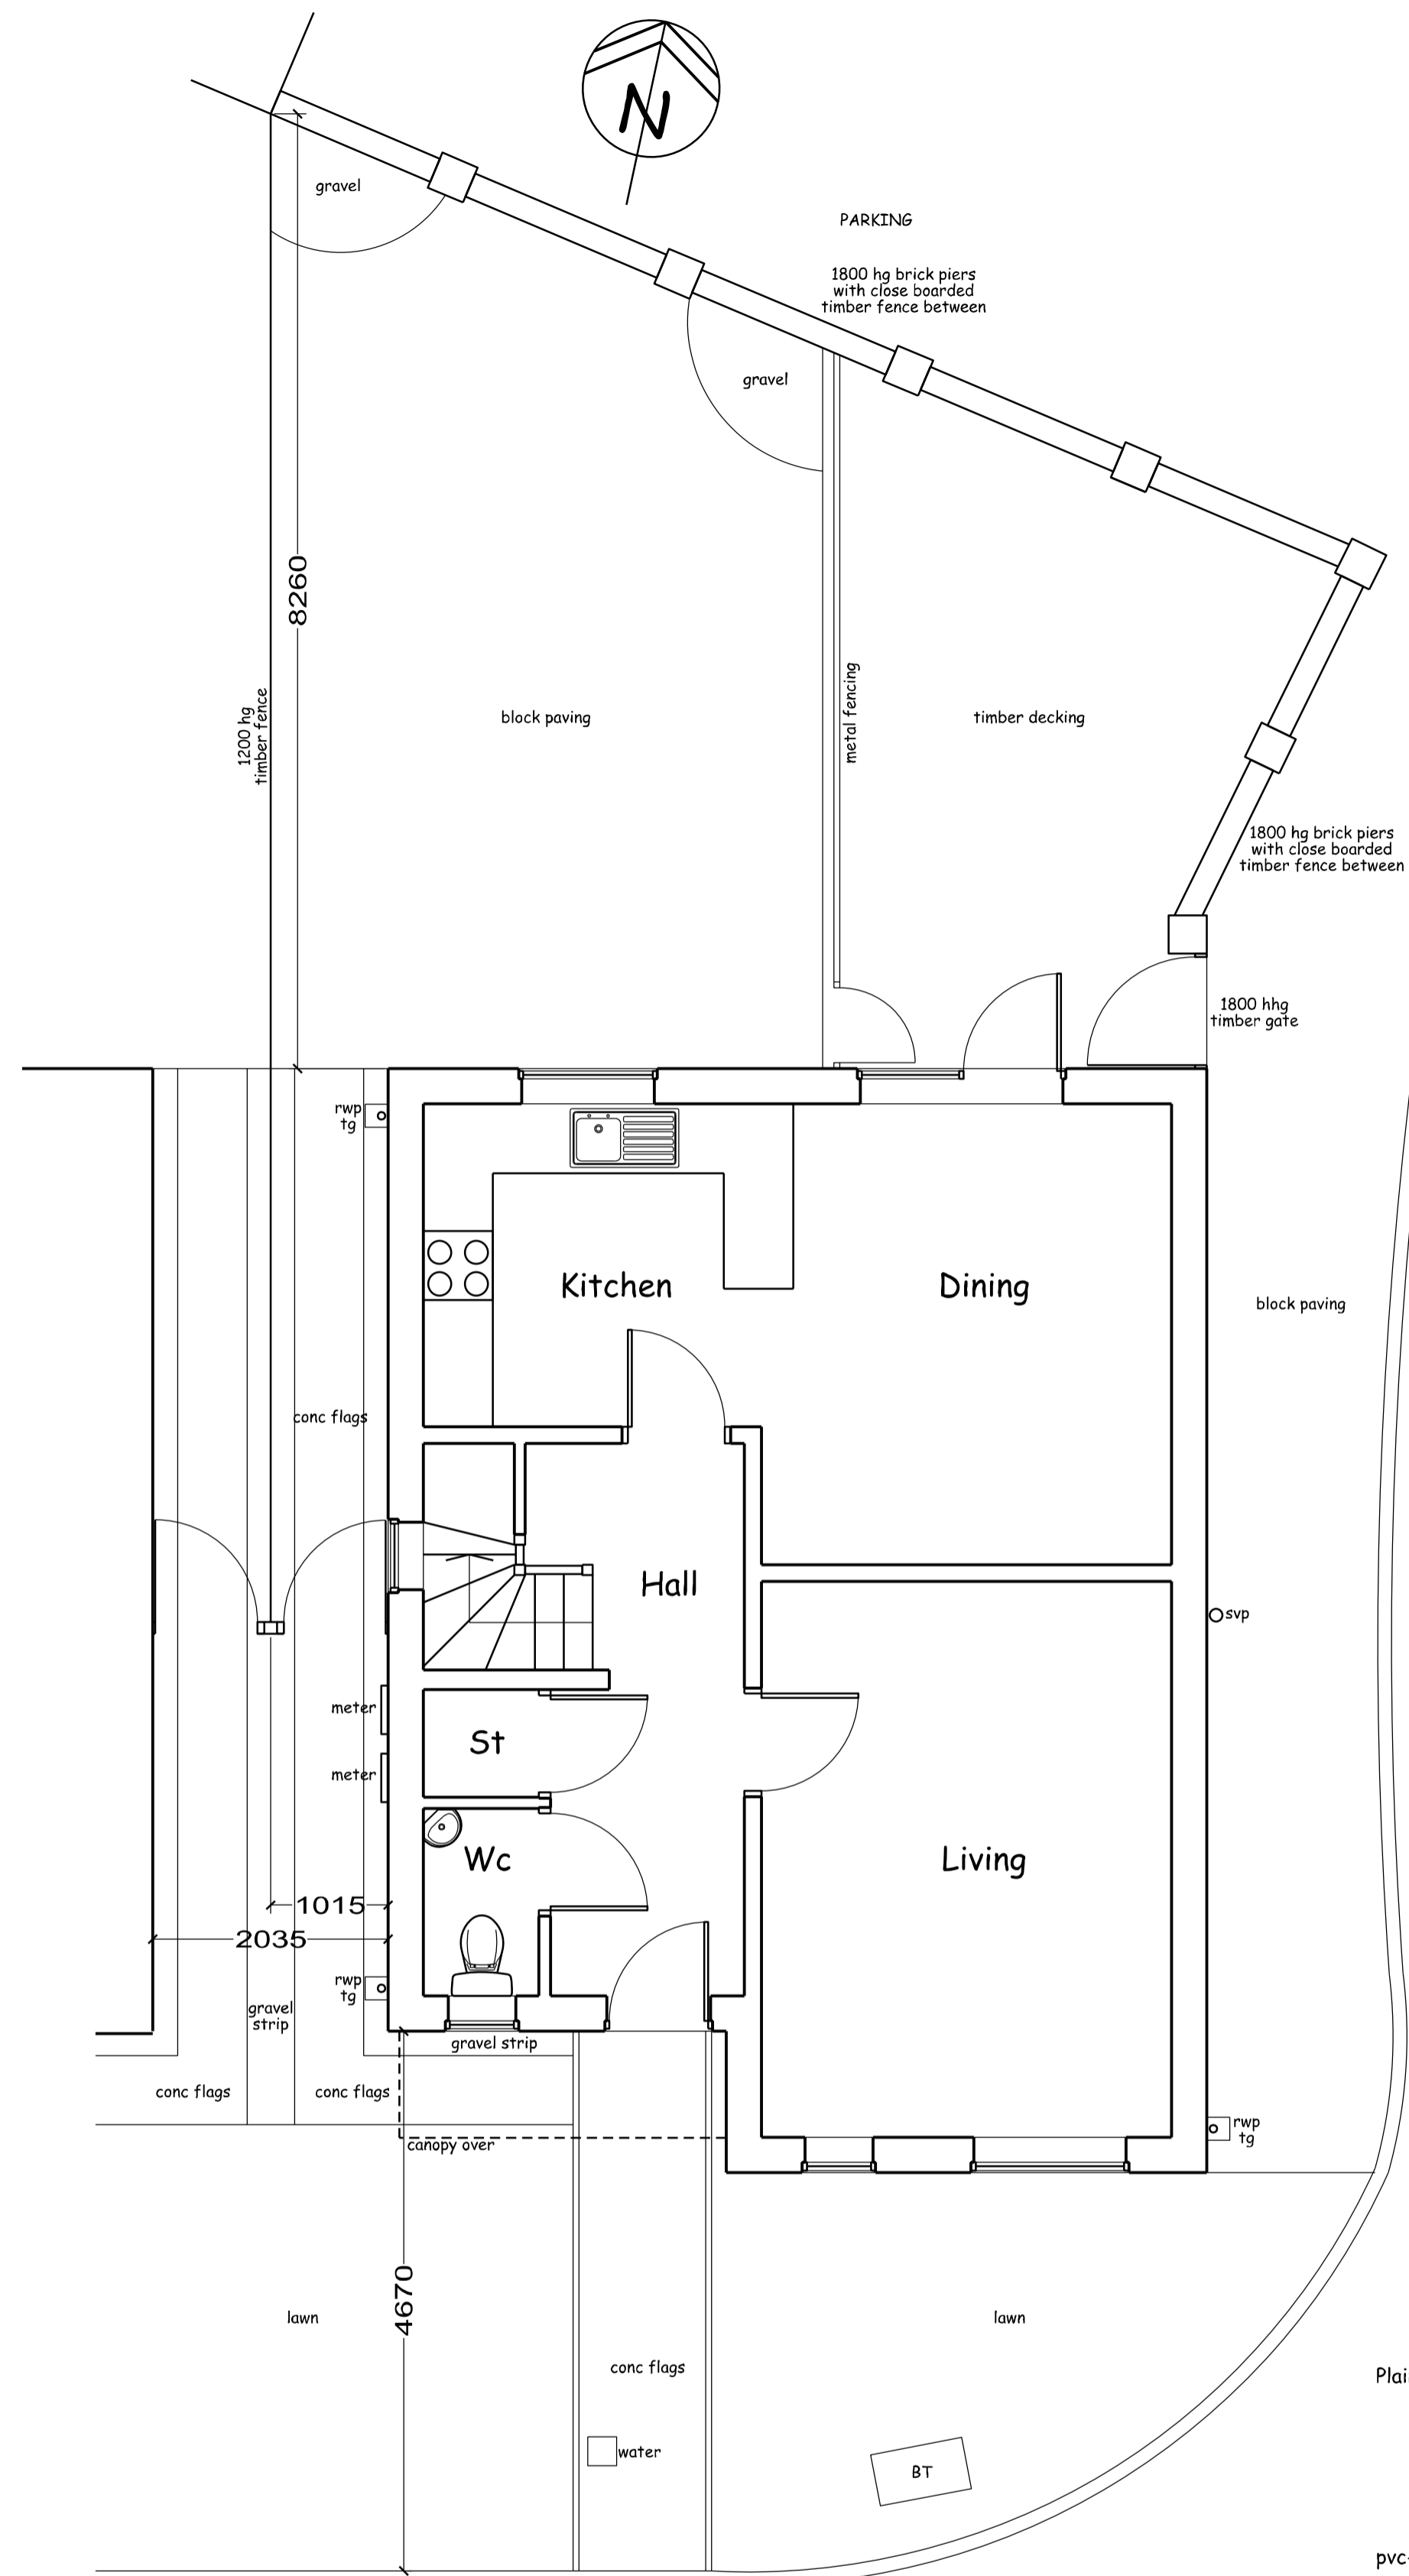 N
gravel
PARKING
1800 hg brick piers
with close boarded
timber fence between
gravel
8260
1200 hg
timber fence
block paving
metal fencing
timber decking
1800 hg brick piers
with close boarded
timber fence between
1800 hhg
timber gate
rwp
tg
Kitchen
Dining
block paving
conc flags
Hall
svp
meter
St
meter
Wc
Living
1015
2035
rwp
tg
gravel
strip
gravel strip
conc flags
conc flags
canopy over
rwp
tg
4670
lawn
lawn
conc flags
Plai
water
BT
pvc-